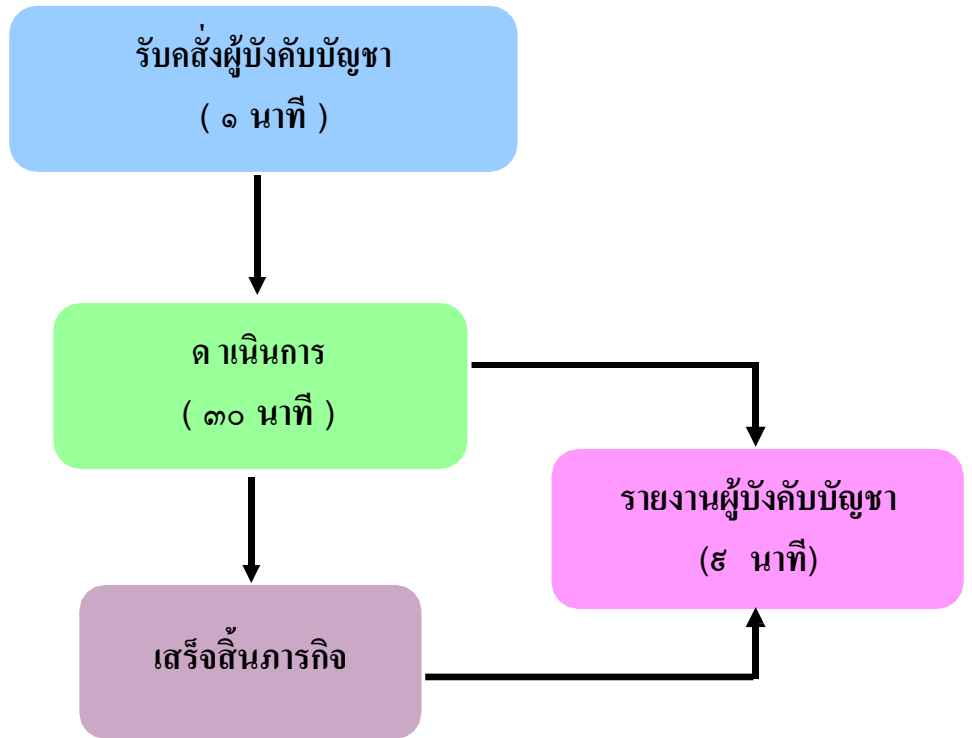 รับคสั่งผู้บังคับบัญชา
( ๑ นาที )
ด าเนินการ
( ๓๐ นาที )
รายงานผู้บังคับบัญชา
(๙ นาที)
เสร็จสิ้นภารกิจ